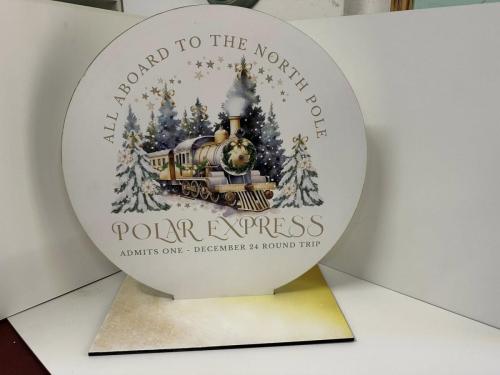 ALL ABOARD TO THE NORTH POLE
POLAR EXPRESS
ADMITS ONE - DECEMBER 24 ROUND TRIP